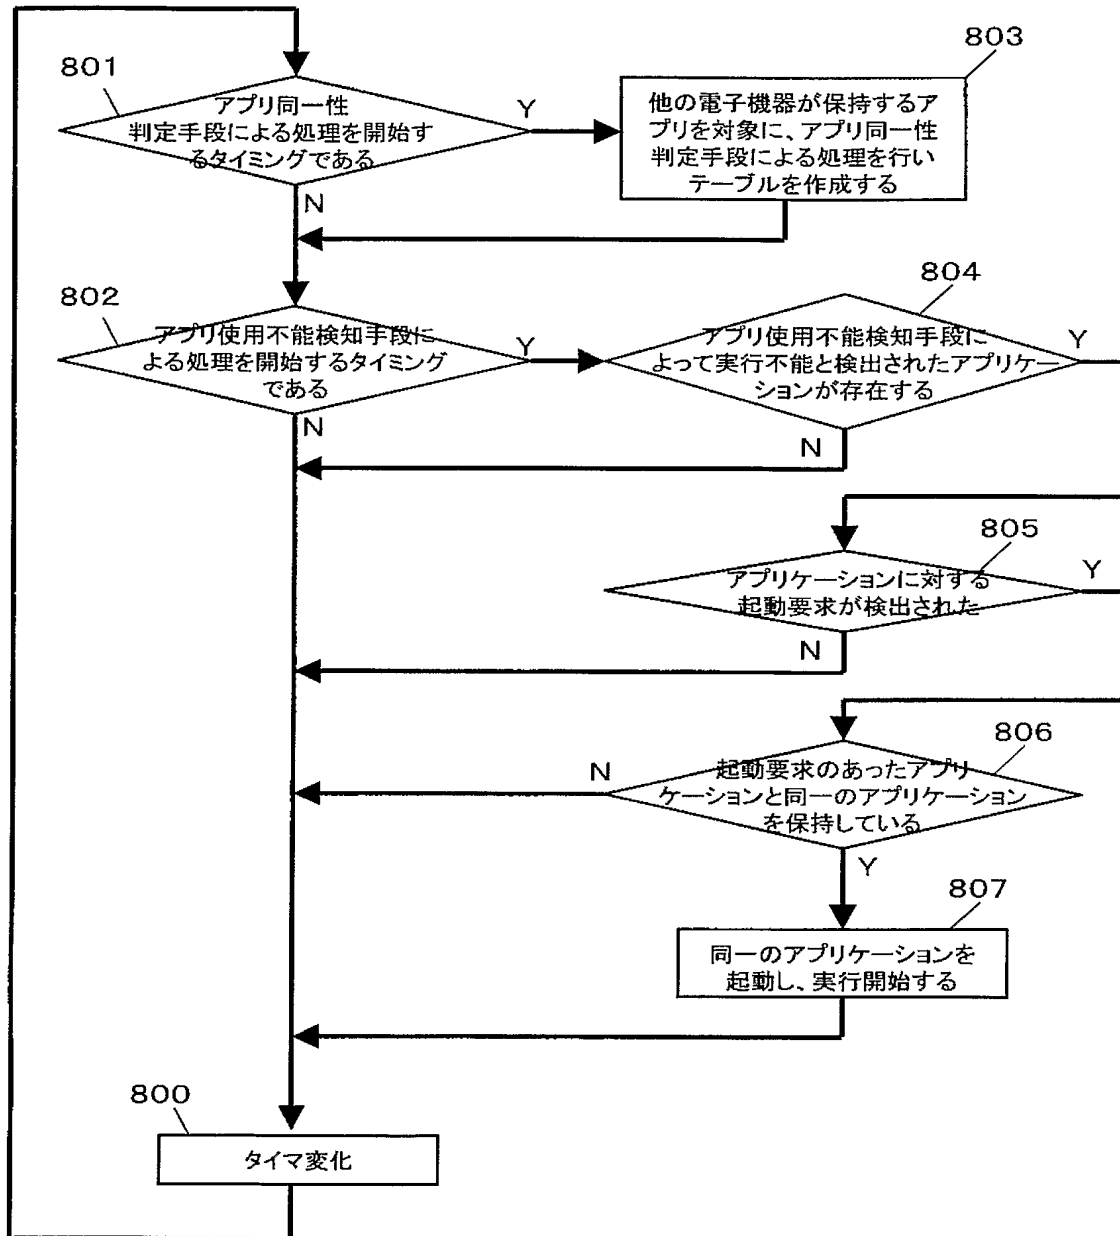 801
アプリ同一性
判定手段による処理を開始す
るタイミングである
Y
N
803
他の電子機器が保持するア
プリを対象に、アプリ同一性
判定手段による処理を行い
テーブルを作成する
802
アプリ使用不能検知手段に
よる処理を開始するタイミング
である
Y
N
804
アプリ使用不能検知手段に
よって実行不能と検出されたアプリケー
ションが存在する
Y
N
805
アプリケーションに対する
起動要求が検出された
Y
N
806
起動要求のあったアプリ
ケーションと同一のアプリケーション
を保持している
N
Y
807
同一のアプリケーションを
起動し、実行開始する
800
タイマ変化